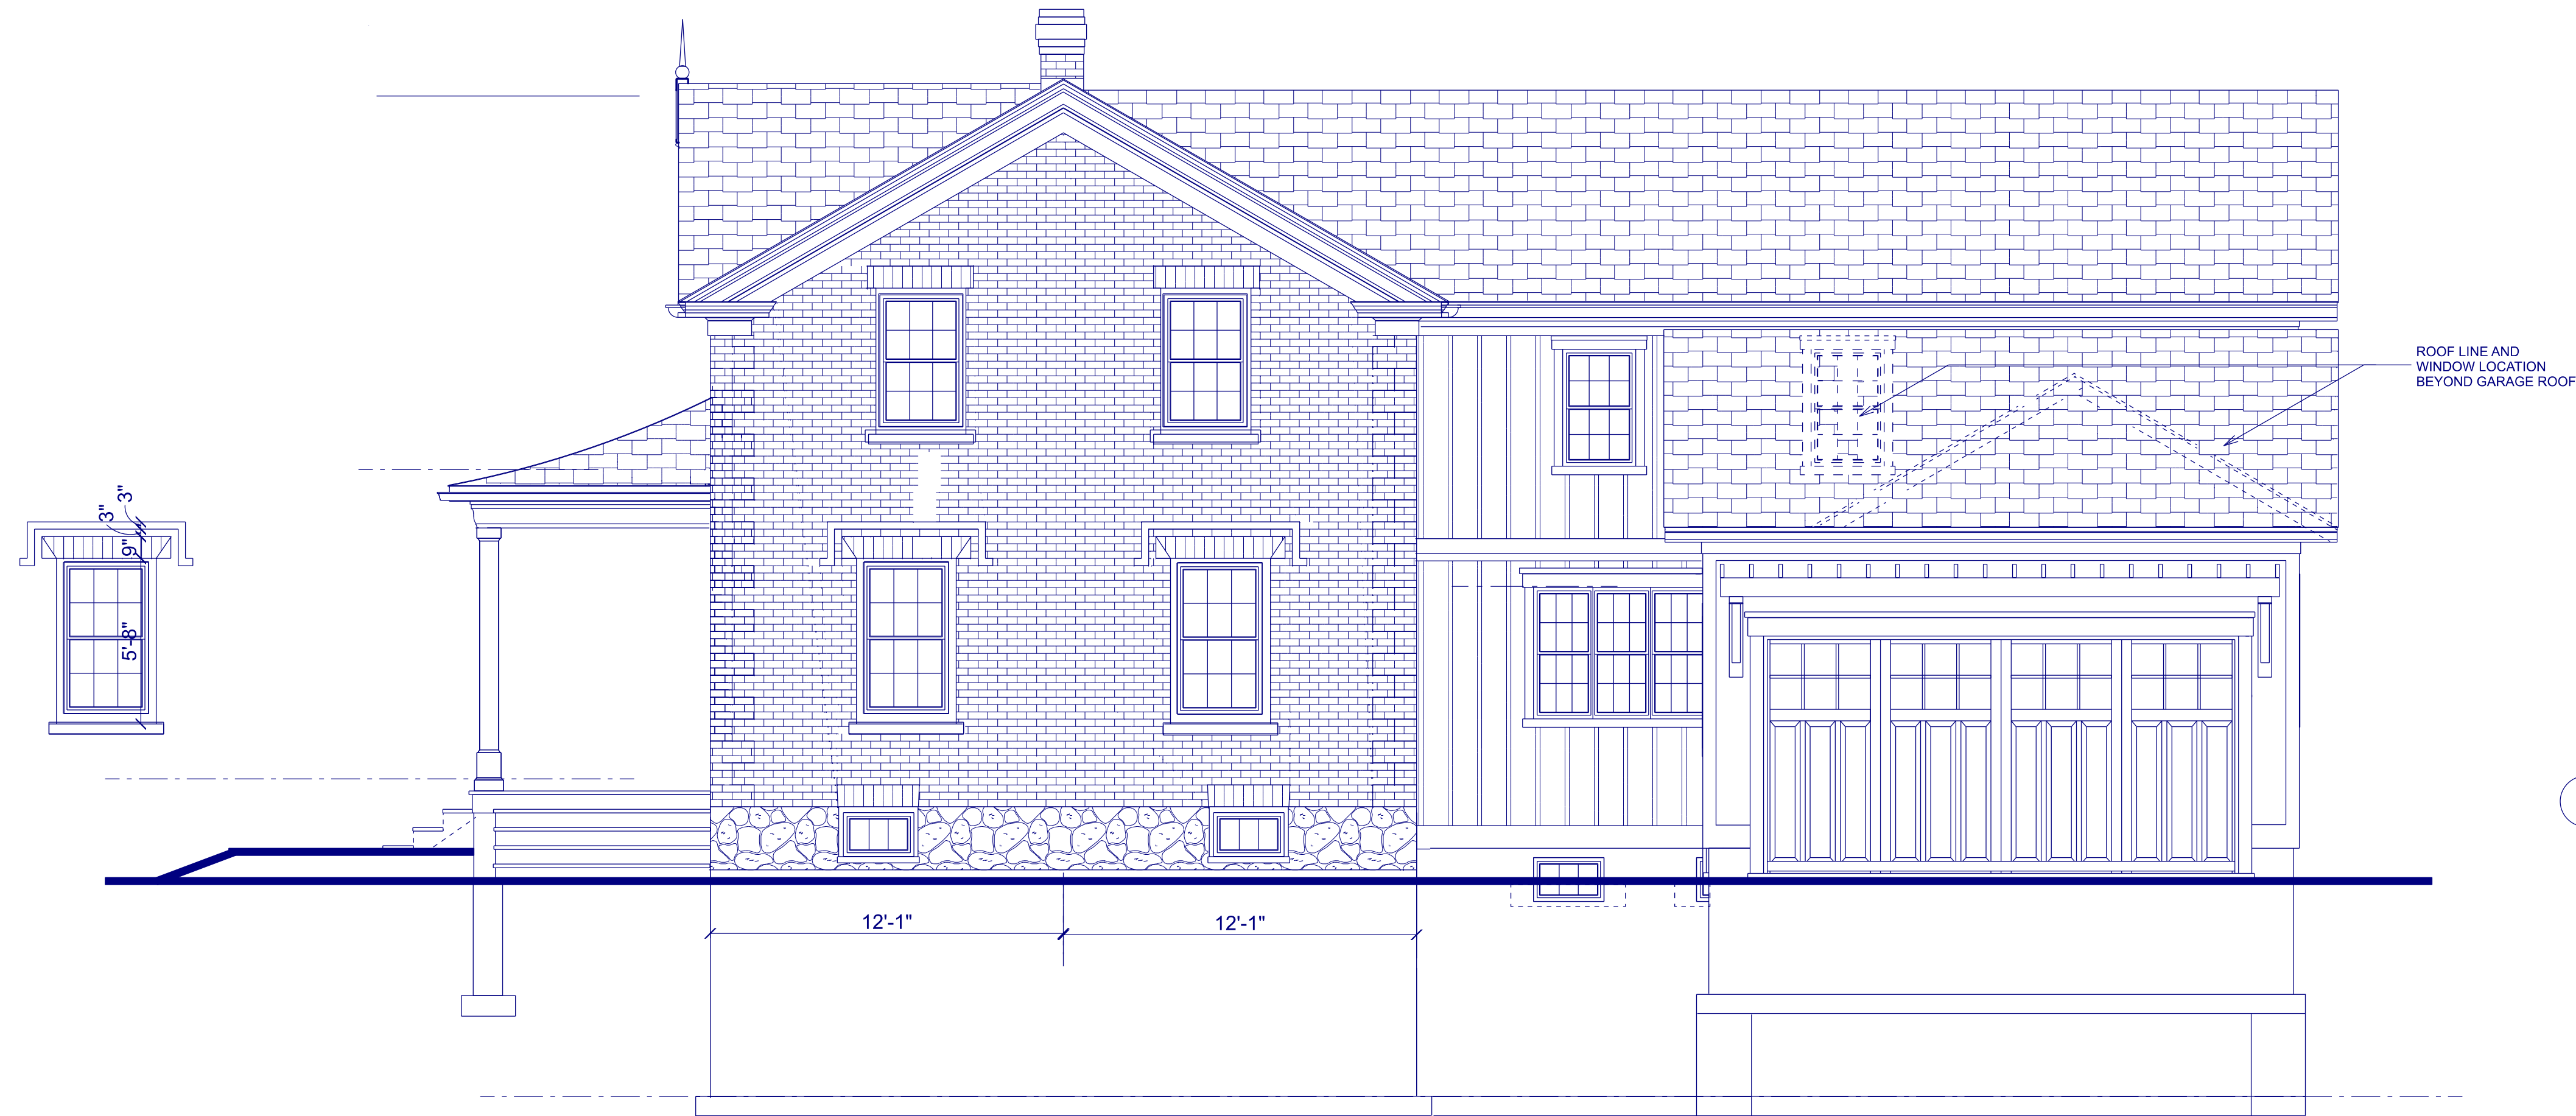 ROOF LINE AND
WINDOW LOCATION
BEYOND GARAGE ROOF
3"
3"
9"
5'-8"
12'-1"
12'-1"